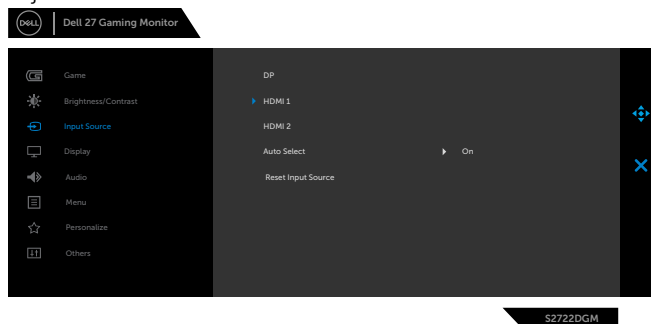 DELL
Dell 27 Gaming Monitor
Game
DP
Brightness/Contrast
HDMI 1
Input Source
HDMI 2
Display
Auto Select On
Audio
Reset Input Source
Menu
Personalize
Others
S2722DGM